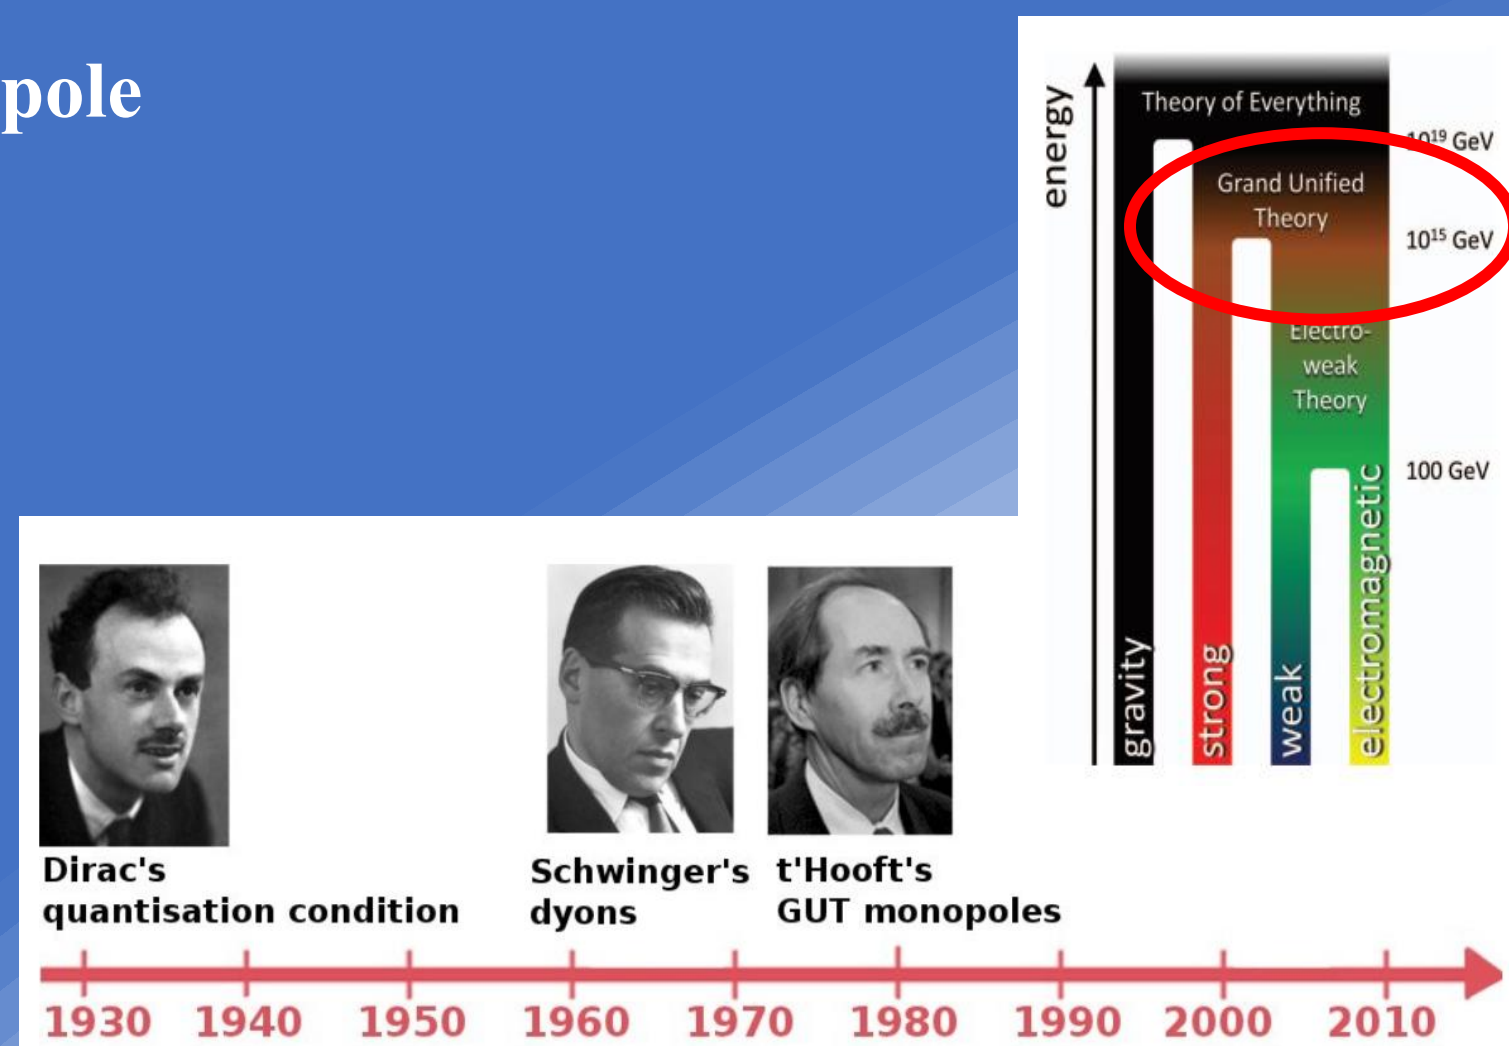 pole
energy
Theory of Everything
10¹⁹ GeV
Grand Unified
Theory
10¹⁵ GeV
Electro-
weak
Theory
100 GeV
gravity
strong
weak
electromagnetic
Dirac's
quantisation condition
Schwinger's
dyons
t'Hooft's
GUT monopoles
1930 1940 1950 1960 1970 1980 1990 2000 2010